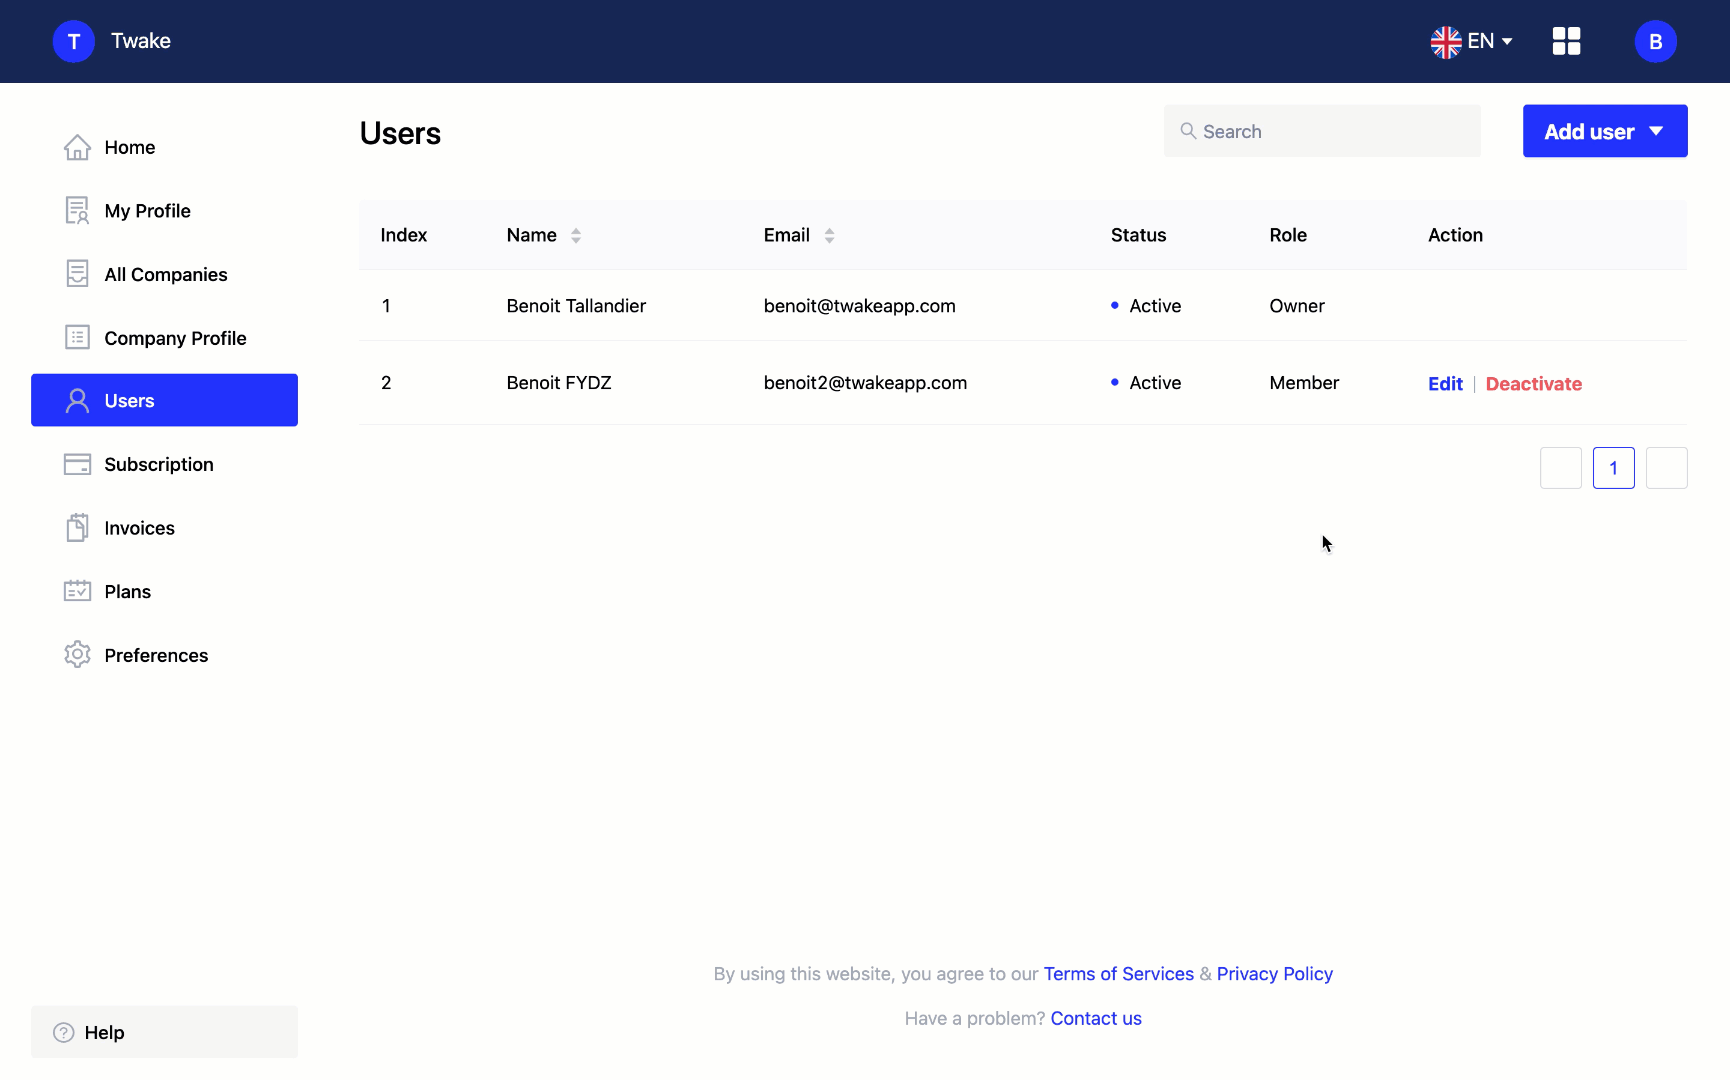 T Twake EN B
Home
My Profile
All Companies
Company Profile
Users
Subscription
Invoices
Plans
Preferences
Help
Users Search Add user
Index Name Email Status Role Action
1 Benoit Tallandier benoit@twakeapp.com Active Owner
2 Benoit FYDZ benoit2@twakeapp.com Active Member Edit | Deactivate
1
By using this website, you agree to our Terms of Services & Privacy Policy
Have a problem? Contact us